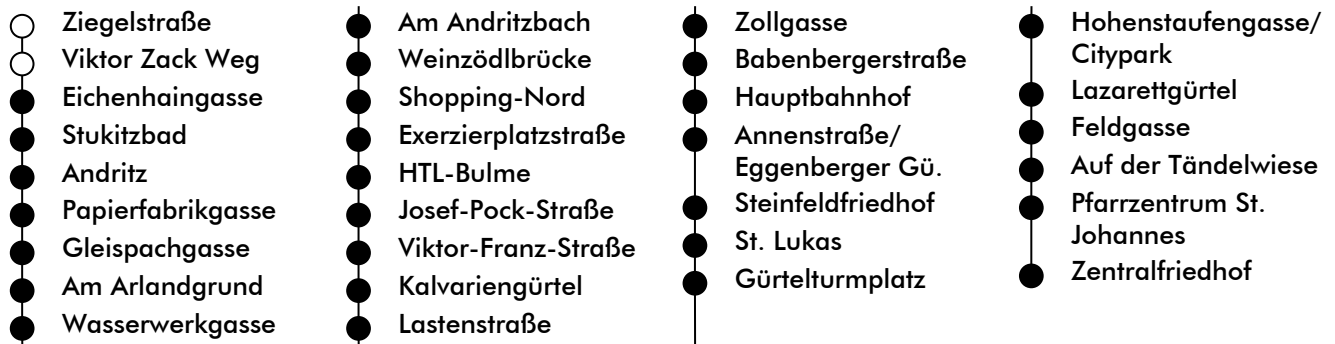 Ziegelstraße
Viktor Zack Weg
Eichenhaingasse
Stukitzbad
Andritz
Papierfabrikgasse
Gleispachgasse
Am Arlandgrund
Wasserwerkgasse
Am Andritzbach
Weinzödlbrücke
Shopping-Nord
Exerzierplatzstraße
HTL-Bulme
Josef-Pock-Straße
Viktor-Franz-Straße
Kalvariengürtel
Lastenstraße
Zollgasse
Babenbergerstraße
Hauptbahnhof
Annenstraße/
Eggenberger Gü.
Steinfeldfriedhof
St. Lukas
Gürtelturmplatz
Hohenstaufengasse/
Citypark
Lazarettgürtel
Feldgasse
Auf der Tändelwiese
Pfarrzentrum St.
Johannes
Zentralfriedhof